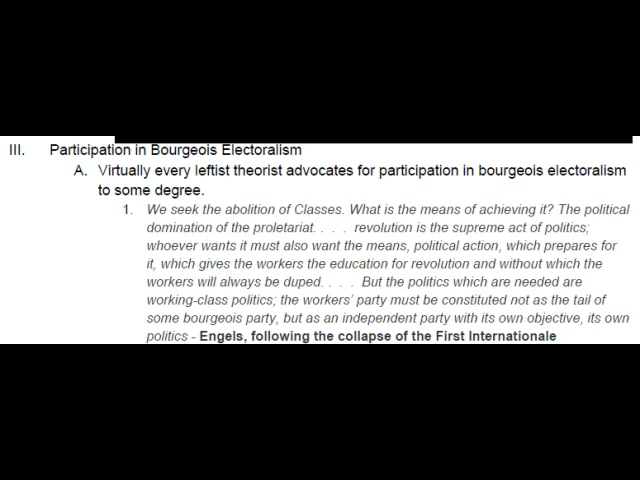 III. Participation in Bourgeois Electoralism
A. Virtually every leftist theorist advocates for participation in bourgeois electoralism
to some degree.
1. We seek the abolition of Classes. What is the means of achieving it? The political
domination of the proletariat. . . . revolution is the supreme act of politics;
whoever wants it must also want the means, political action, which prepares for
it, which gives the workers the education for revolution and without which the
workers will always be duped. . . . But the politics which are needed are
working-class politics; the workers' party must be constituted not as the tail of
some bourgeois party, but as an independent party with its own objective, its own
politics - Engels, following the collapse of the First Internationale